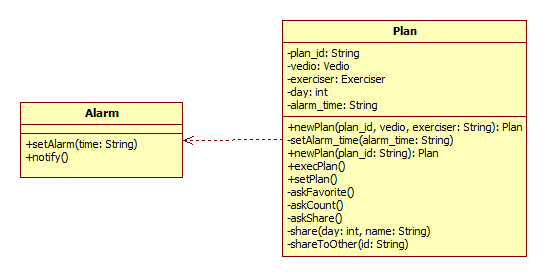 Alarm
+setAlarm(time: String)
+notify()
Plan
-plan_id: String
-vedio: Vedio
-exerciser: Exerciser
-day: int
-alarm_time: String
+newPlan(plan_id, vedio, exerciser: String): Plan
-setAlarm_time(alarm_time: String)
+newPlan(plan_id: String): Plan
+execPlan()
+setPlan()
-askFavorite()
-askCount()
-askShare()
-share(day: int, name: String)
-shareToOther(id: String)